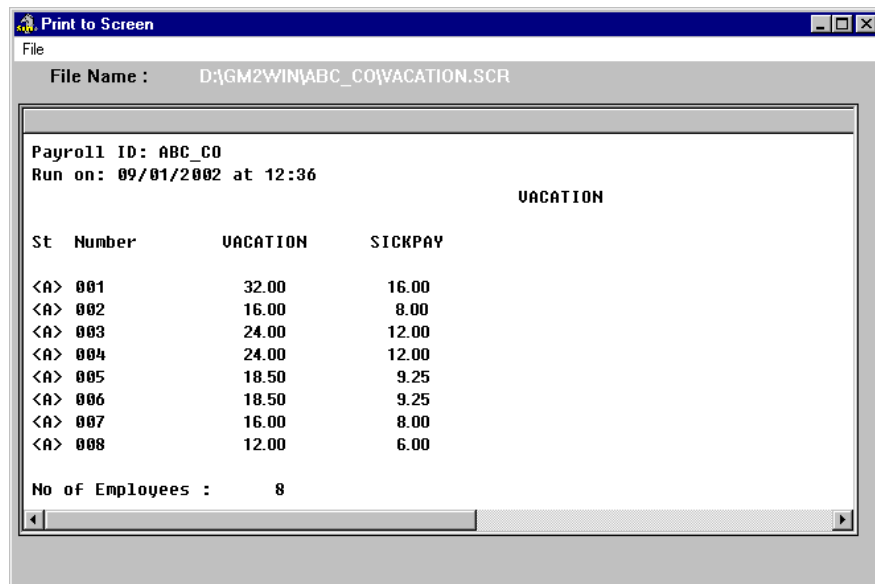 Print to Screen
File
File Name : D:\GM2WIN\ABC_CO\VACATION.SCR
Payroll ID: ABC_CO
Run on: 09/01/2002 at 12:36
VACATION
St Number VACATION SICKPAY
<A> 001 32.00 16.00
<A> 002 16.00 8.00
<A> 003 24.00 12.00
<A> 004 24.00 12.00
<A> 005 18.50 9.25
<A> 006 18.50 9.25
<A> 007 16.00 8.00
<A> 008 12.00 6.00
No of Employees : 8